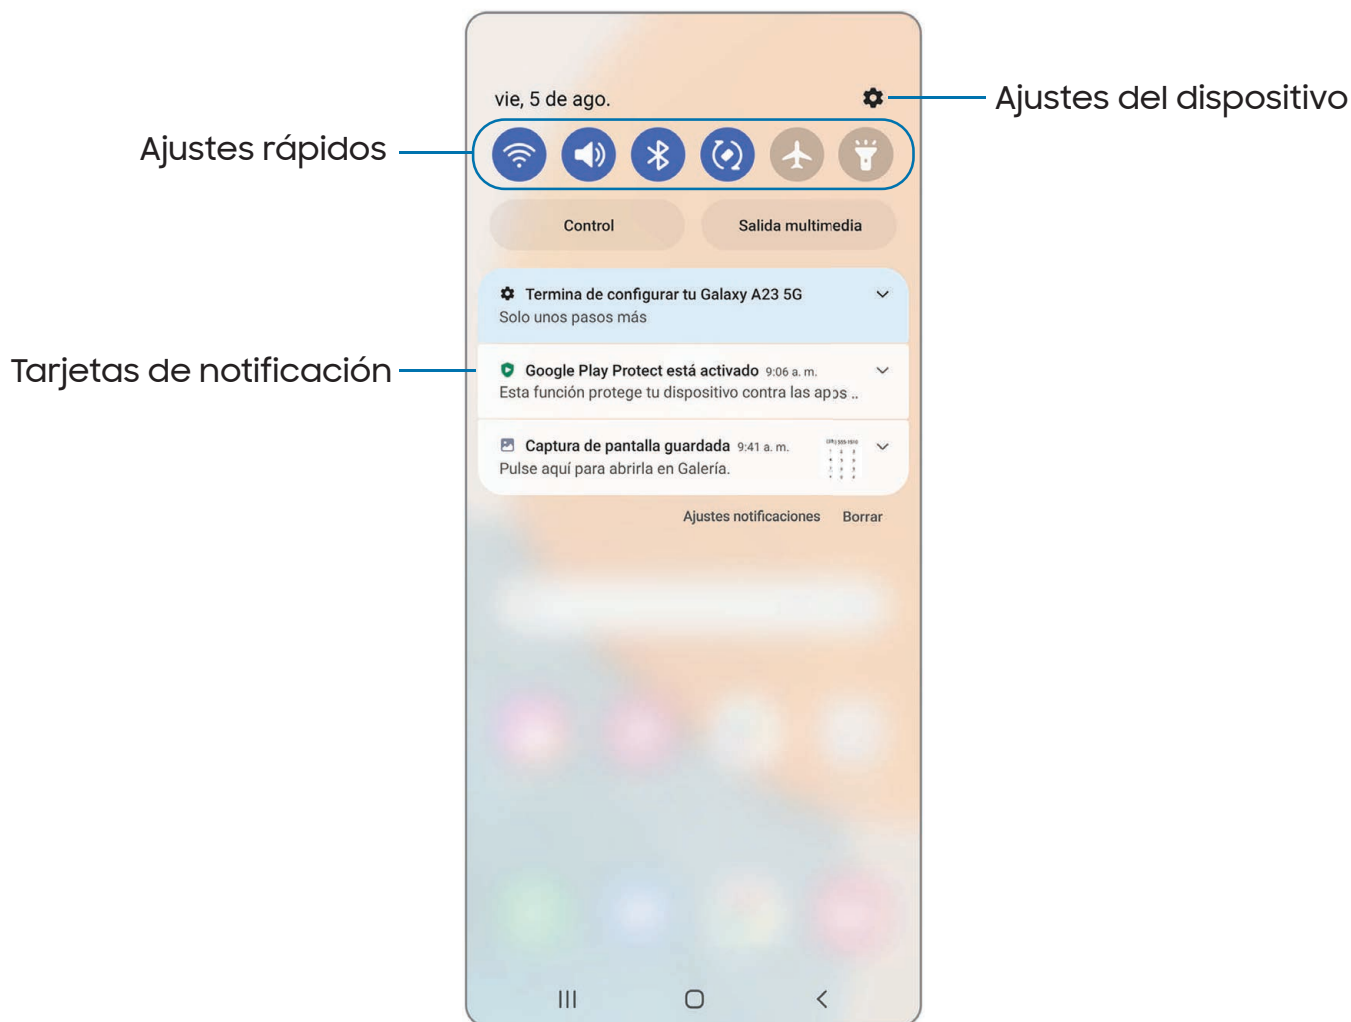 vie, 5 de ago.
Ajustes del dispositivo
Ajustes rápidos
Control
Salida multimedia
Termina de configurar tu Galaxy A23 5G
Solo unos pasos más
Tarjetas de notificación
Google Play Protect está activado 9:06 a. m.
Esta función protege tu dispositivo contra las apps ..
Captura de pantalla guardada 9:41 a. m.
Pulse aquí para abrirla en Galería.
Ajustes notificaciones Borrar